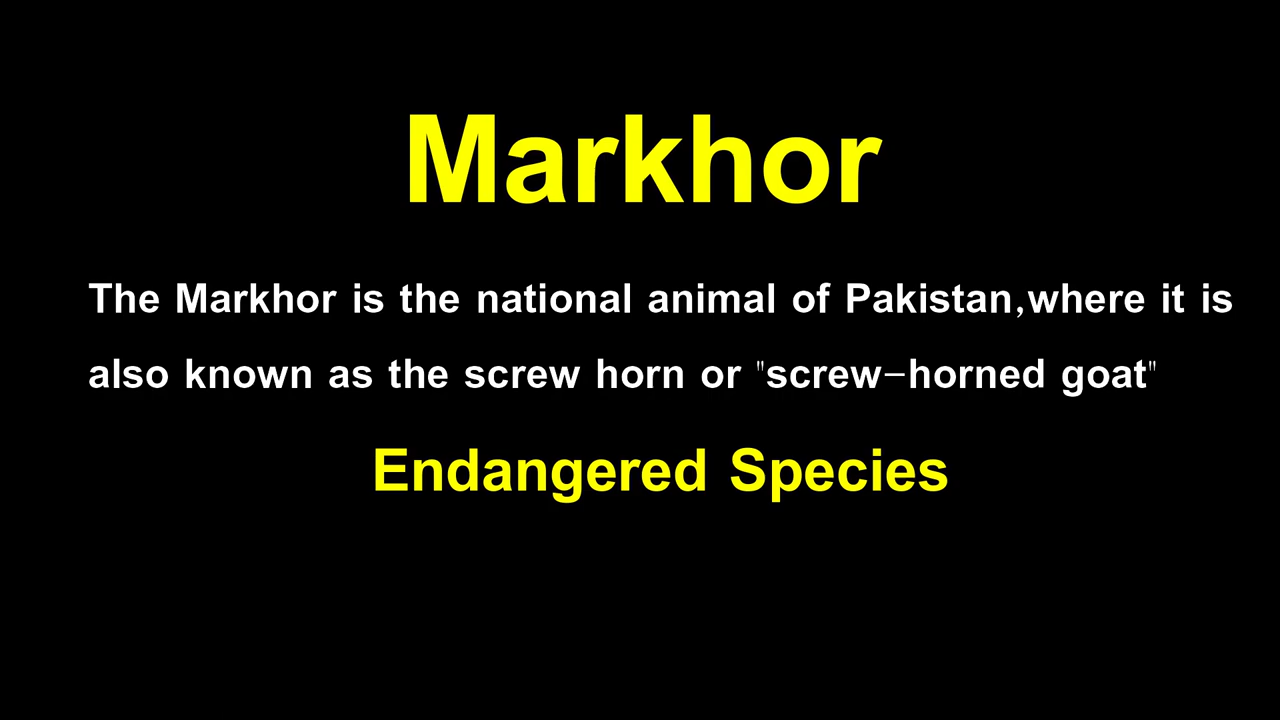 Markhor
The Markhor is the national animal of Pakistan,where it is
also known as the screw horn or "screw-horned goat"
Endangered Species